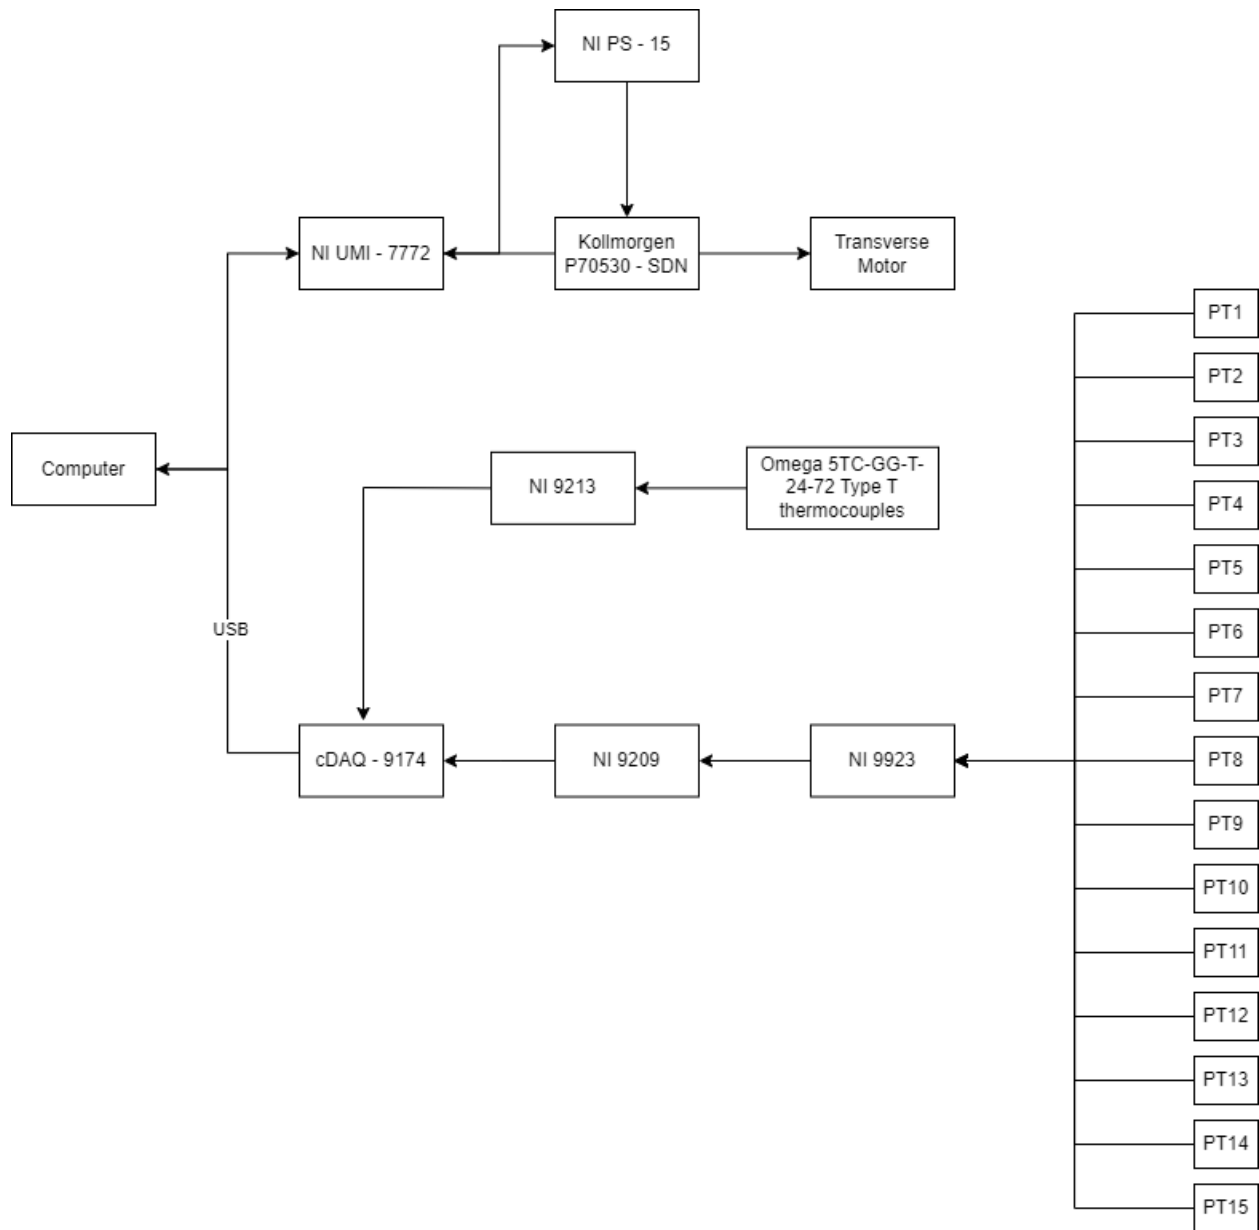 NI PS - 15
NI UMI - 7772
Kollmorgen
P70530 - SDN
Transverse
Motor
PT1
PT2
PT3
Computer
NI 9213
Omega 5TC-GG-T-
24-72 Type T
thermocouples
PT4
PT5
PT6
USB
PT7
cDAQ - 9174
NI 9209
NI 9923
PT8
PT9
PT10
PT11
PT12
PT13
PT14
PT15